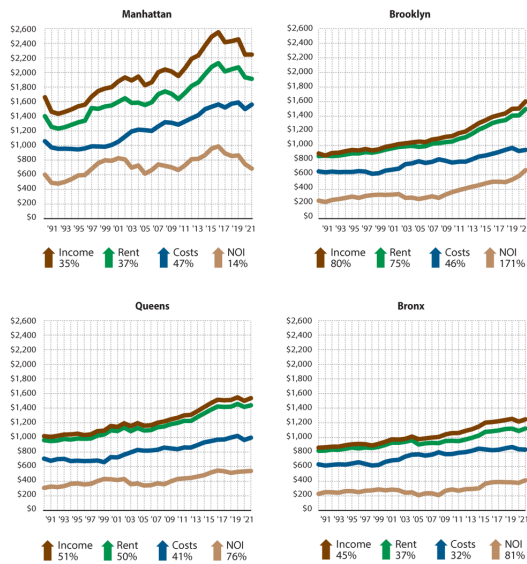 Manhattan
$2,600
$2,400
$2,200
$2,000
$1,800
$1,600
$1,400
$1,200
$1,000
$800
$600
$400
$200
$0
'91 '93 '95 '97 '99 '01 '03 '05 '07 '09 '11 '13 '15 '17 '19 '21
Income 35%
Rent 37%
Costs 47%
NOI 14%
Brooklyn
$2,600
$2,400
$2,200
$2,000
$1,800
$1,600
$1,400
$1,200
$1,000
$800
$600
$400
$200
$0
'91 '93 '95 '97 '99 '01 '03 '05 '07 '09 '11 '13 '15 '17 '19 '2
Income 80%
Rent 75%
Costs 46%
NOI 171%
Queens
$2,600
$2,400
$2,200
$2,000
$1,800
$1,600
$1,400
$1,200
$1,000
$800
$600
$400
$200
$0
'91 '93 '95 '97 '99 '01 '03 '05 '07 '09 '11 '13 '15 '17 '19 '21
Income 51%
Rent 50%
Costs 41%
NOI 76%
Bronx
$2,600
$2,400
$2,200
$2,000
$1,800
$1,600
$1,400
$1,200
$1,000
$800
$600
$400
$200
$0
'91 '93 '95 '97 '99 '01 '03 '05 '07 '09 '11 '13 '15 '17 '19 '21
Income 45%
Rent 37%
Costs 32%
NOI 81%